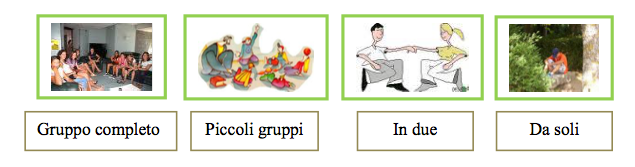 Gruppo completo
Piccoli gruppi
In due
Da soli